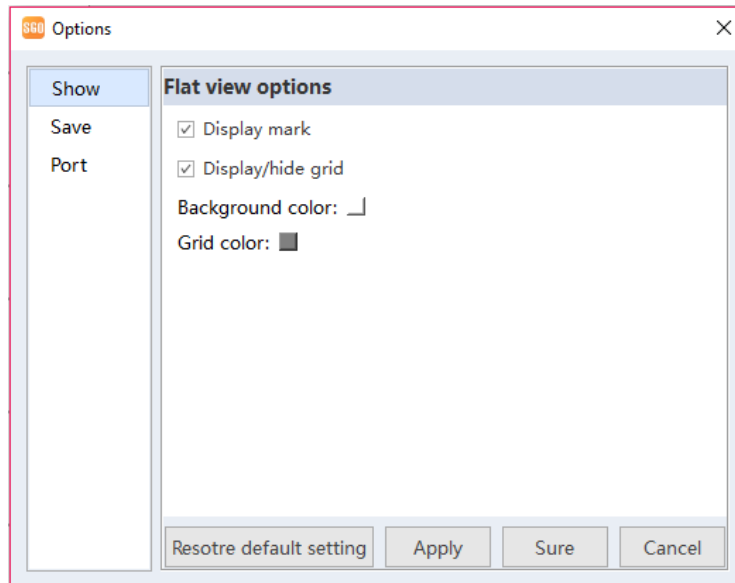 SGO Options
Show
Save
Port
Flat view options
Display mark
Display/hide grid
Background color:
Grid color:
Resotre default setting Apply Sure Cancel